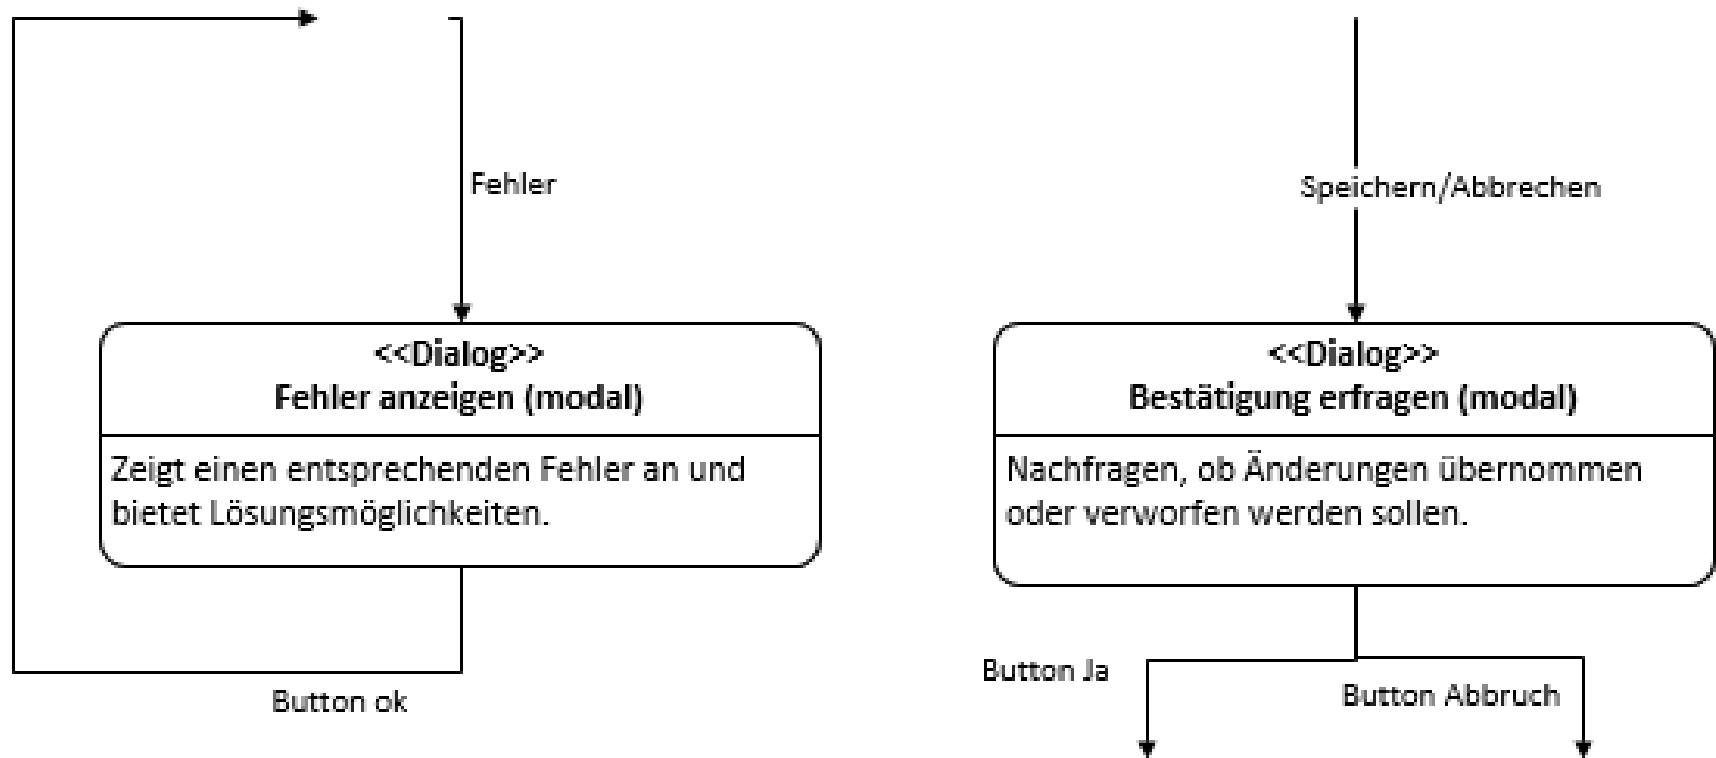 Fehler
<<Dialog>>
Fehler anzeigen (modal)
Zeigt einen entsprechenden Fehler an und
bietet Lösungsmöglichkeiten.
Button ok
Speichern/Abbrechen
<<Dialog>>
Bestätigung erfragen (modal)
Nachfragen, ob Änderungen übernommen
oder verworfen werden sollen.
Button Ja
Button Abbruch